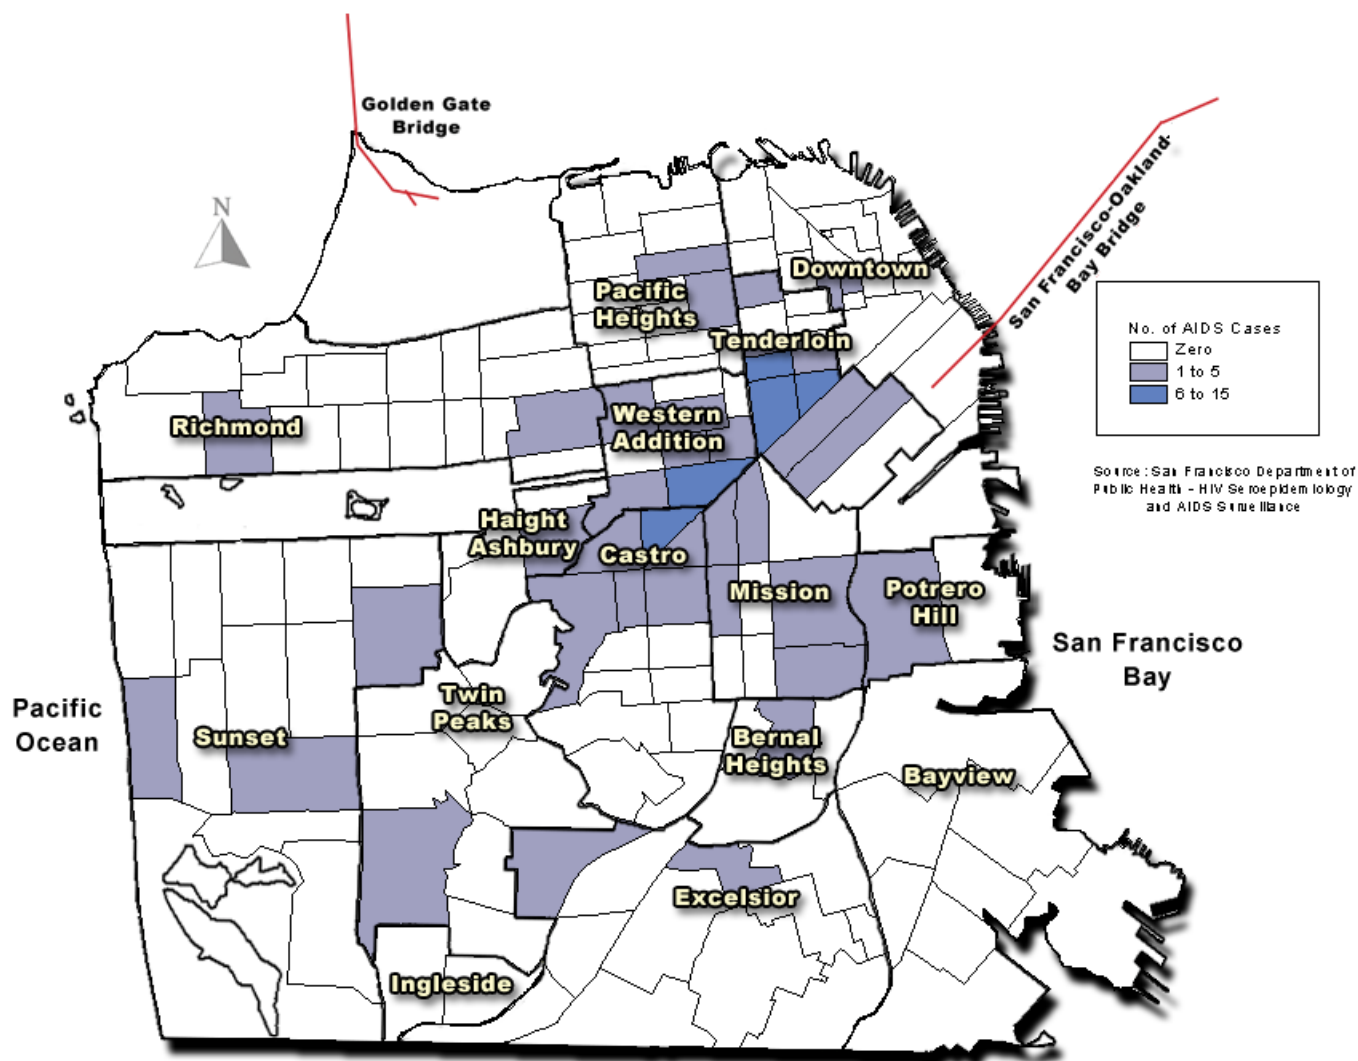 Golden Gate
Bridge
San Francisco-Oakland-
Bay Bridge
N
Downtown
Pacific
Heights
Tenderloin
No. of AIDS Cases
Zero
1 to 5
6 to 15
Richmond
Western
Addition
Source: San Francisco Department of
Public Health - HIV Seroepidemiology
and AIDS Surveillance
Haight
Ashbury
Castro
Mission
Potrero
Hill
San Francisco
Bay
Pacific
Ocean
Sunset
Twin
Peaks
Bernal
Heights
Bayview
Excelsior
Ingleside